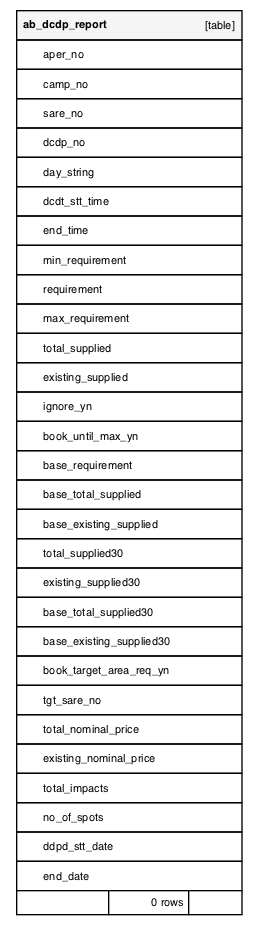 ab_dcdp_report [table]
aper_no
camp_no
sare_no
dcdp_no
day_string
dcdt_stt_time
end_time
min_requirement
requirement
max_requirement
total_supplied
existing_supplied
ignore_yn
book_until_max_yn
base_requirement
base_total_supplied
base_existing_supplied
total_supplied30
existing_supplied30
base_total_supplied30
base_existing_supplied30
book_target_area_req_yn
tgt_sare_no
total_nominal_price
existing_nominal_price
total_impacts
no_of_spots
ddpd_stt_date
end_date
0 rows